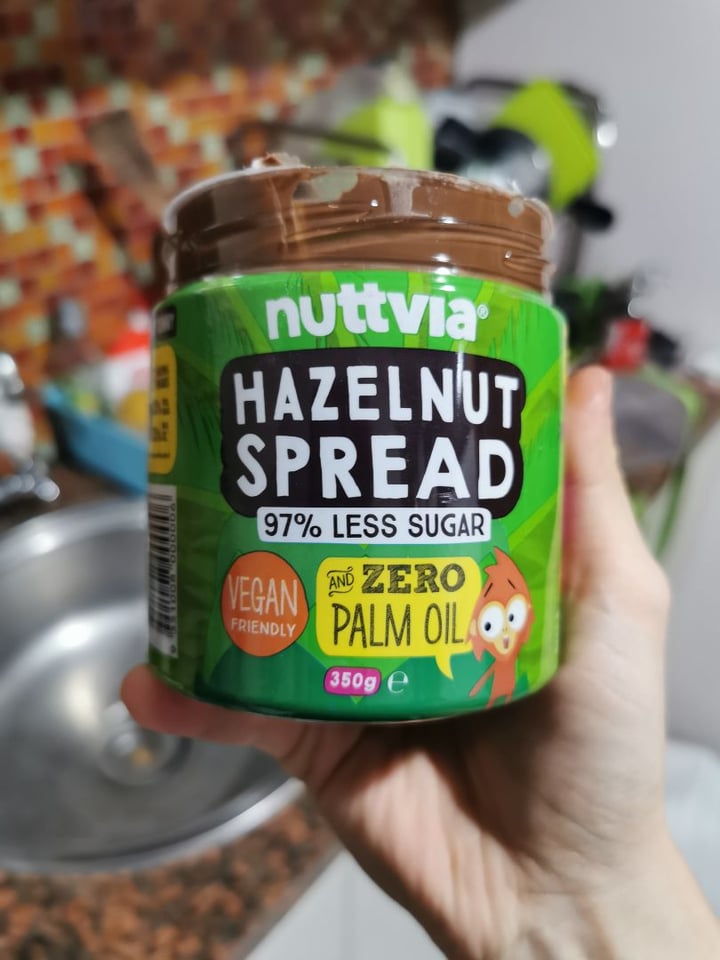 nuttvia®
HAZELNUT
SPREAD
97% LESS SUGAR
VEGAN
FRIENDLY
AND ZERO
PALM OIL
350g e